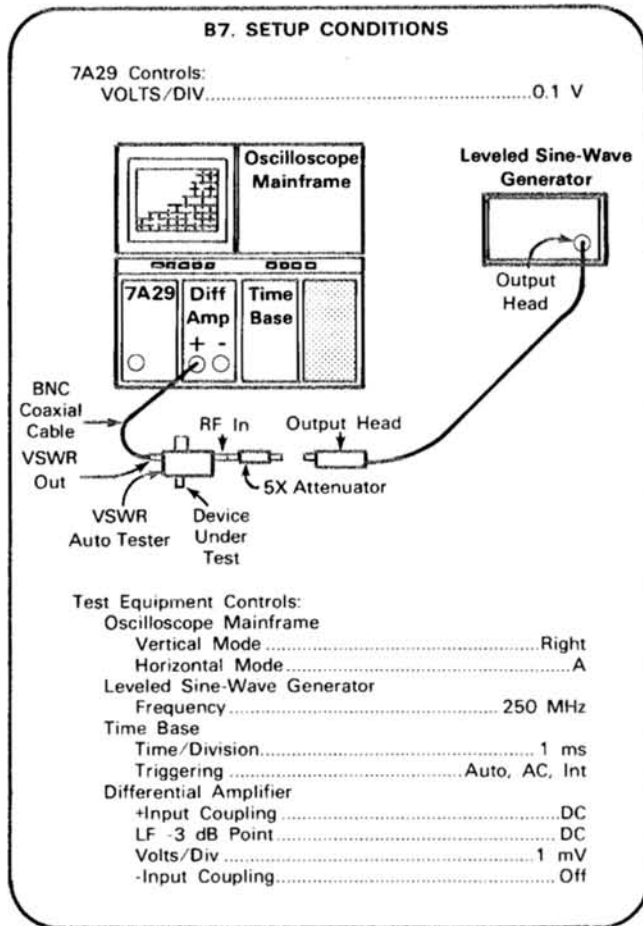 B7. SETUP CONDITIONS
7A29 Controls:
VOLTS/DIV........................................................0.1 V
Oscilloscope
Mainframe
Leveled Sine-Wave
Generator
Output
Head
7A29
Diff
Amp
+ -
Time
Base
BNC
Coaxial
Cable
RF In
Output Head
VSWR
Out
5X Attenuator
VSWR
Auto Tester
Device
Under
Test
Test Equipment Controls:
Oscilloscope Mainframe
Vertical Mode ................................................Right
Horizontal Mode ................................................A
Leveled Sine-Wave Generator
Frequency ................................................ 250 MHz
Time Base
Time/Division................................................ 1 ms
Triggering ....................................Auto, AC, Int
Differential Amplifier
+Input Coupling ................................................DC
LF -3 dB Point................................................DC
Volts/Div ................................................1 mV
-Input Coupling................................................Off